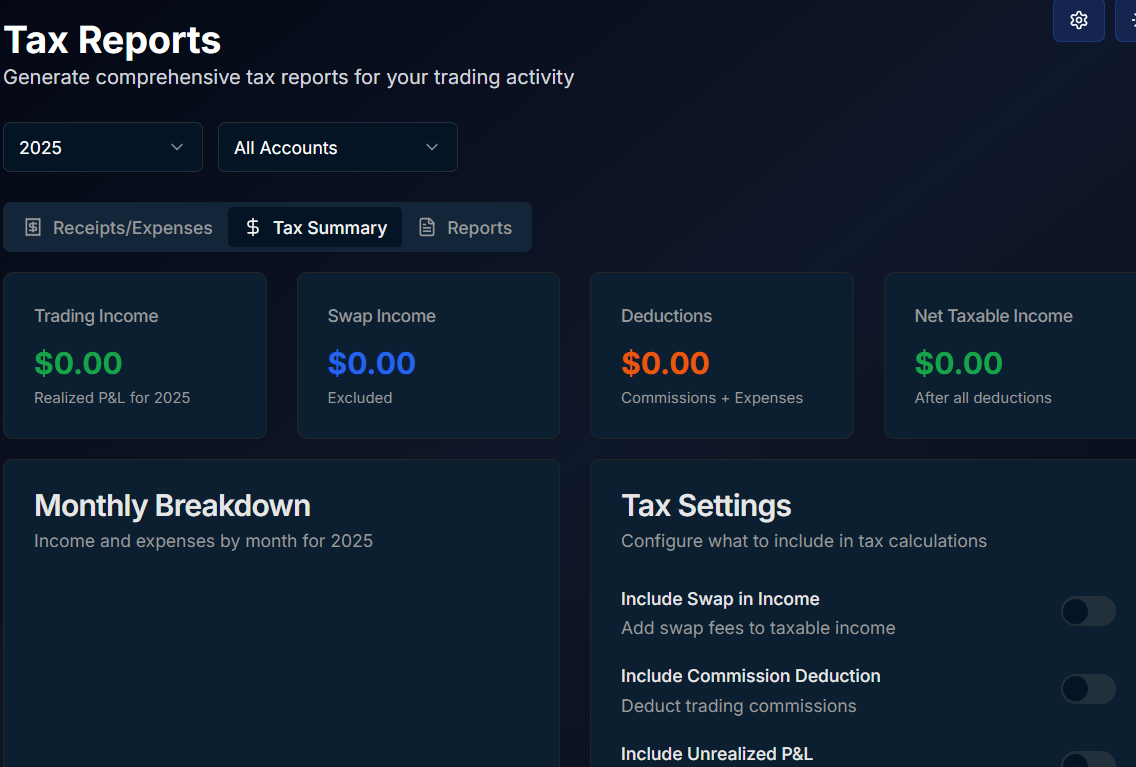 Tax Reports
Generate comprehensive tax reports for your trading activity
2025
All Accounts
Receipts/Expenses
Tax Summary
Reports
Trading Income
$0.00
Realized P&L for 2025
Swap Income
$0.00
Excluded
Deductions
$0.00
Commissions + Expenses
Net Taxable Income
$0.00
After all deductions
Monthly Breakdown
Income and expenses by month for 2025
Tax Settings
Configure what to include in tax calculations
Include Swap in Income
Add swap fees to taxable income
Include Commission Deduction
Deduct trading commissions
Include Unrealized P&L